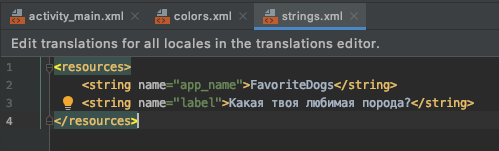 activity_main.xml colors.xml strings.xml
Edit translations for all locales in the translations editor.
1 <resources>
2 <string name="app_name">FavoriteDogs</string>
3 <string name="label">Какая твоя любимая порода?</string>
4 </resources>